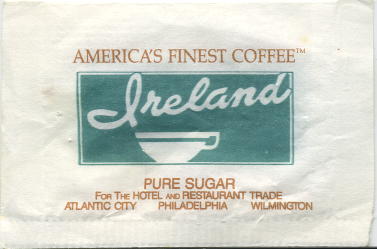 AMERICA'S FINEST COFFEE™
Ireland
PURE SUGAR
FOR THE HOTEL AND RESTAURANT TRADE
ATLANTIC CITY PHILADELPHIA WILMINGTON